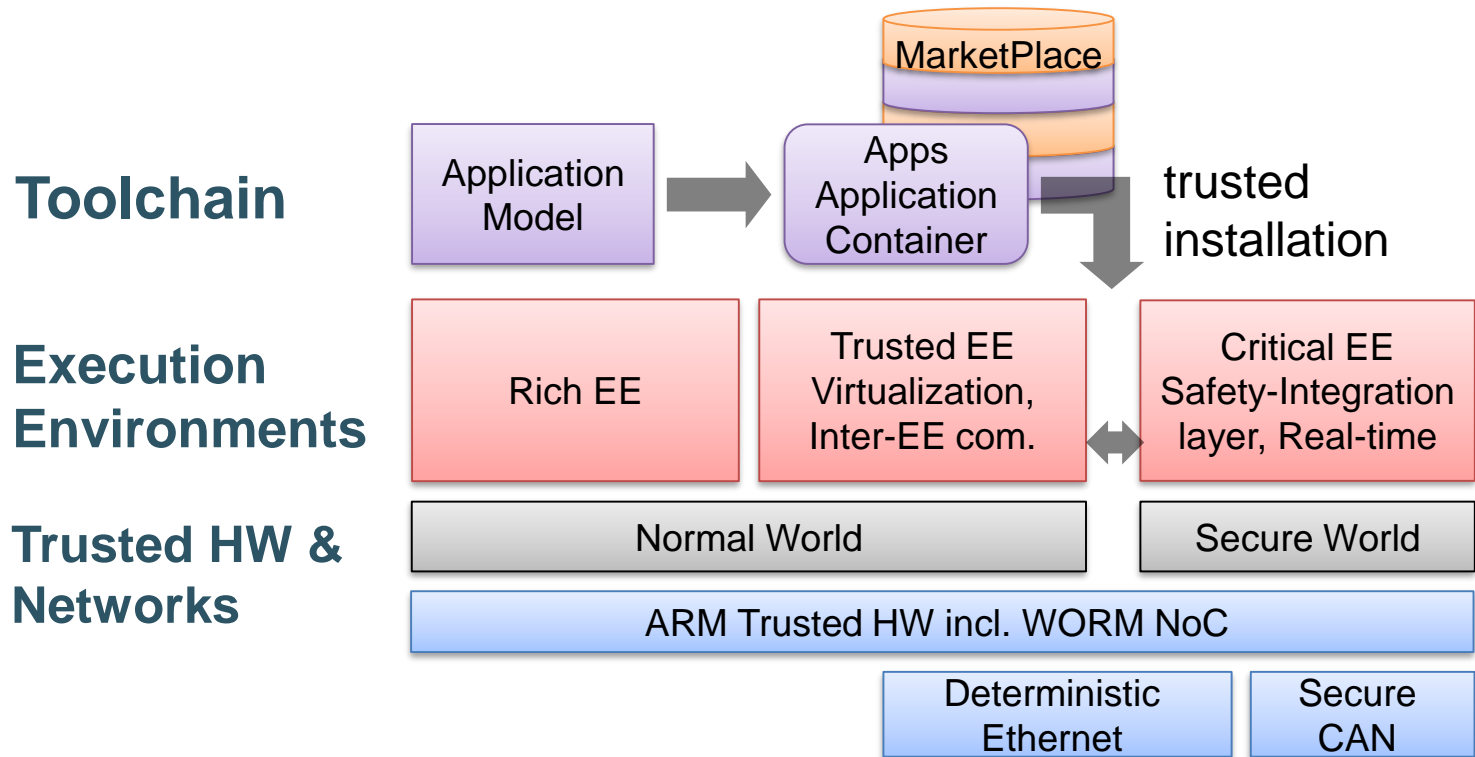 MarketPlace
Toolchain
Application
Model
Apps
Application
Container
trusted
installation
Execution
Environments
Rich EE
Trusted EE
Virtualization,
Inter-EE com.
Critical EE
Safety-Integration
layer, Real-time
Trusted HW &
Networks
Normal World
Secure World
ARM Trusted HW incl. WORM NoC
Deterministic
Ethernet
Secure
CAN